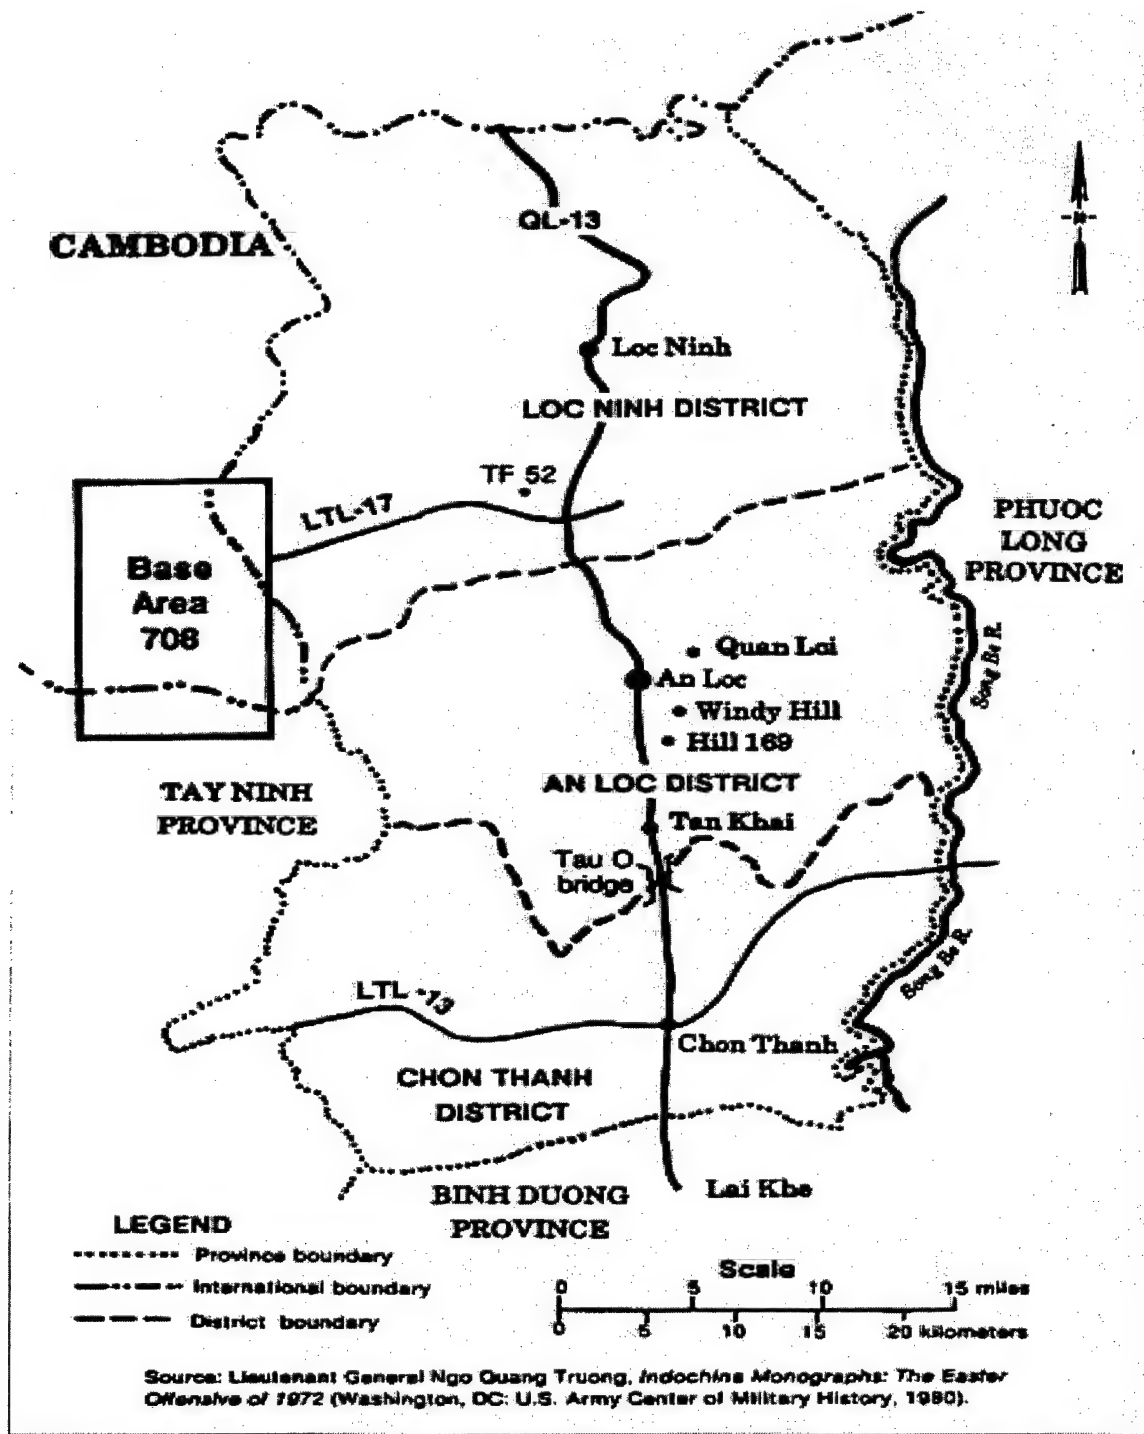 QL-13
CAMBODIA
-N-
Loc Ninh
LOC NINH DISTRICT
TF 52
LTL-17
PHUOC
LONG
PROVINCE
Base
Area
708
Quan Loi
Song Be R.
An Loc
Windy Hill
Hill 169
AN LOC DISTRICT
TAY NINH
PROVINCE
Tan Khai
Tau O
bridge
Song Be R.
LTL -13
Chon Thanh
CHON THANH
DISTRICT
Lai Khe
BINH DUONG
PROVINCE
LEGEND
Province boundary
International boundary
District boundary
Scale
0 5 10 15 miles
0 5 10 15 20 kilometers
Source: Lieutenant General Ngo Quang Truong, Indochina Monographs: The Easter
Offensive of 1972 (Washington, DC: U.S. Army Center of Military History, 1980).